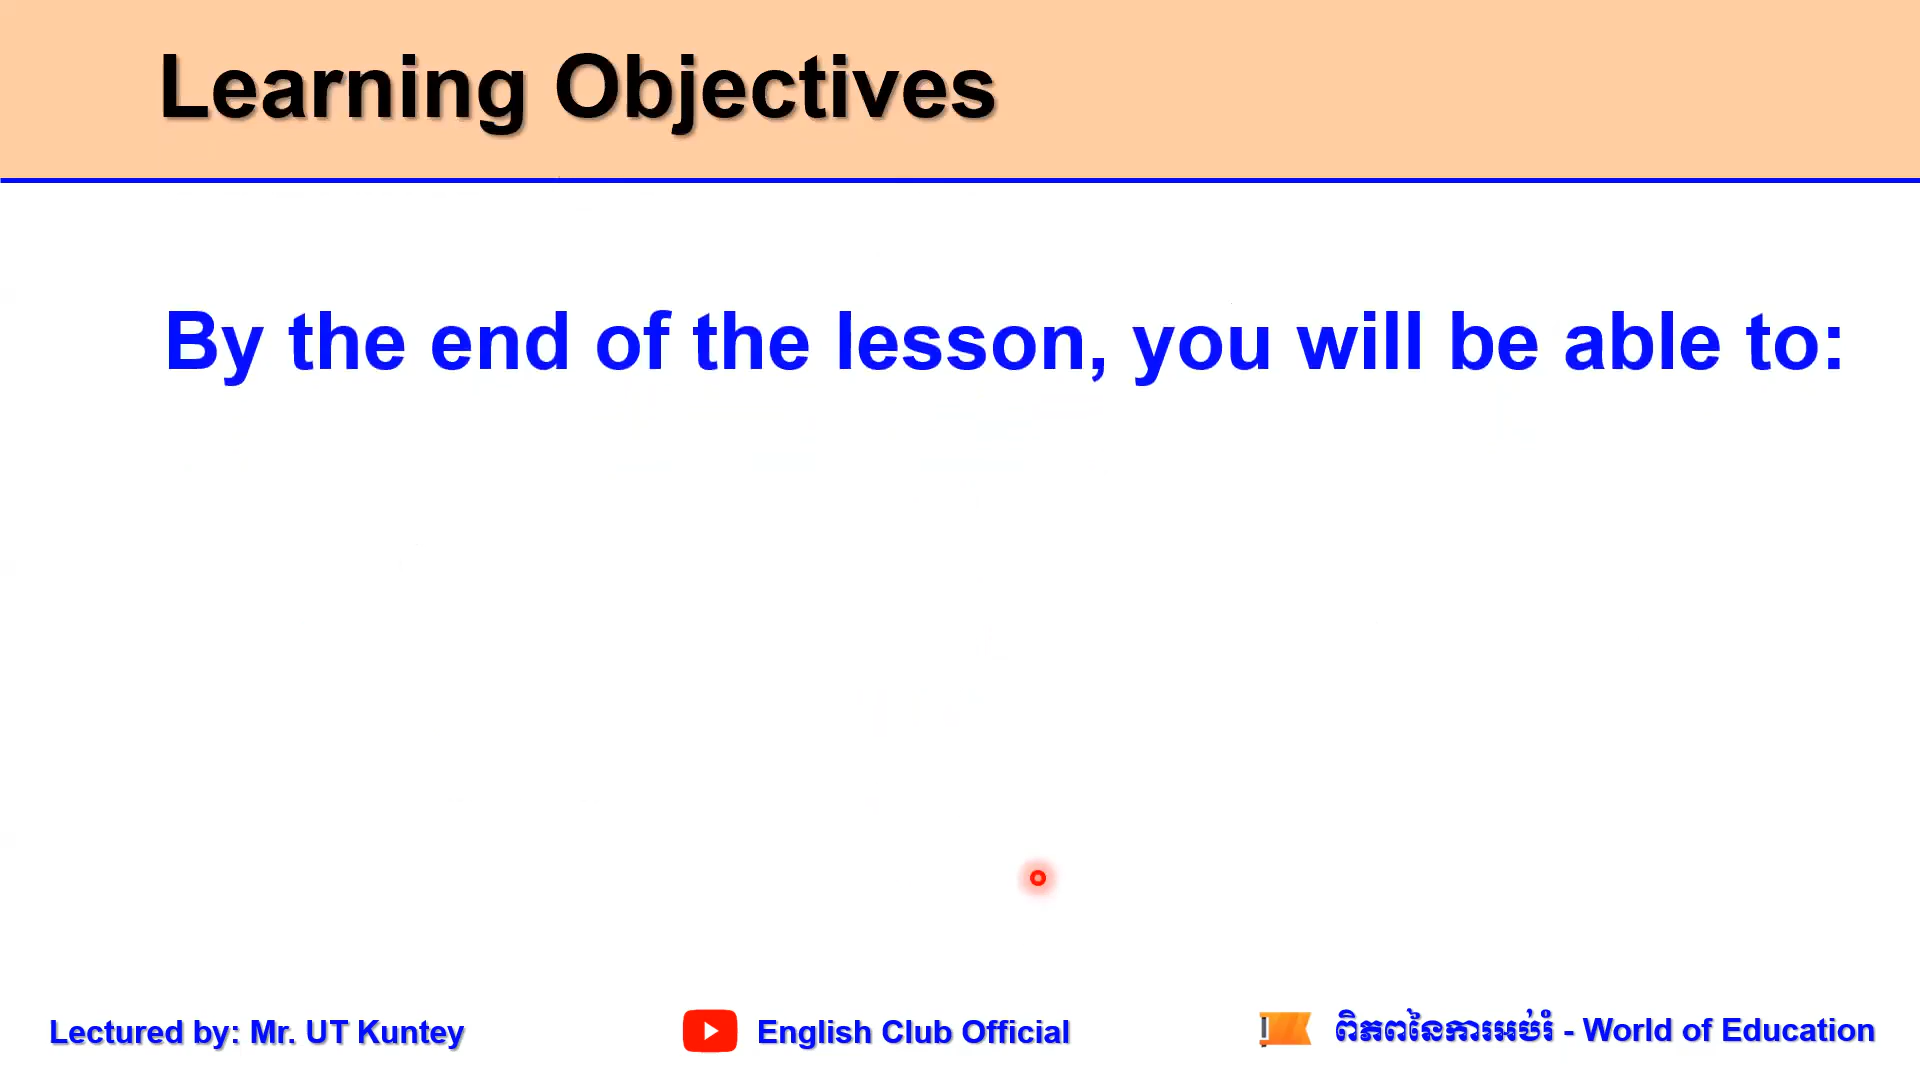 Learning Objectives
By the end of the lesson, you will be able to:
Lectured by: Mr. UT Kuntey
English Club Official
ពិភពនៃការអប់រំ - World of Education